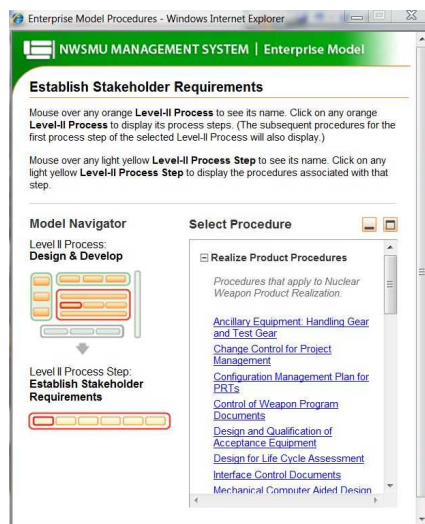 Enterprise Model Procedures - Windows Internet Explorer
NWSMU MANAGEMENT SYSTEM | Enterprise Model
Establish Stakeholder Requirements
Mouse over any orange Level-II Process to see its name. Click on any orange
Level-II Process to display its process steps. (The subsequent procedures for the
first process step of the selected Level-II Process will also display.)
Mouse over any light yellow Level-II Process Step to see its name. Click on any
light yellow Level-II Process Step to display the procedures associated with that
step.
Model Navigator
Level II Process:
Design & Develop
Level II Process Step:
Establish Stakeholder
Requirements
Select Procedure
Realize Product Procedures
Procedures that apply to Nuclear
Weapon Product Realization.
Ancillary Equipment: Handling Gear
and Test Gear
Change Control for Project
Management
Configuration Management Plan for
PRTs
Control of Weapon Program
Documents
Design and Qualification of
Acceptance Equipment
Design for Life Cycle Assessment
Interface Control Documents
Mechanical Computer Aided Design